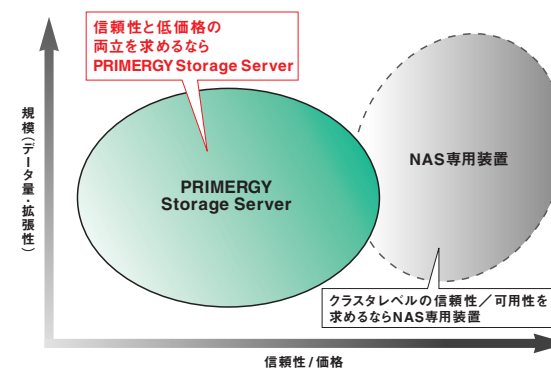 信頼性と低価格の
両立を求めるなら
PRIMERGY Storage Server
規模(データ量・拡張性)
NAS専用装置
PRIMERGY
Storage Server
クラスタレベルの信頼性/可用性を
求めるならNAS専用装置
信頼性/価格